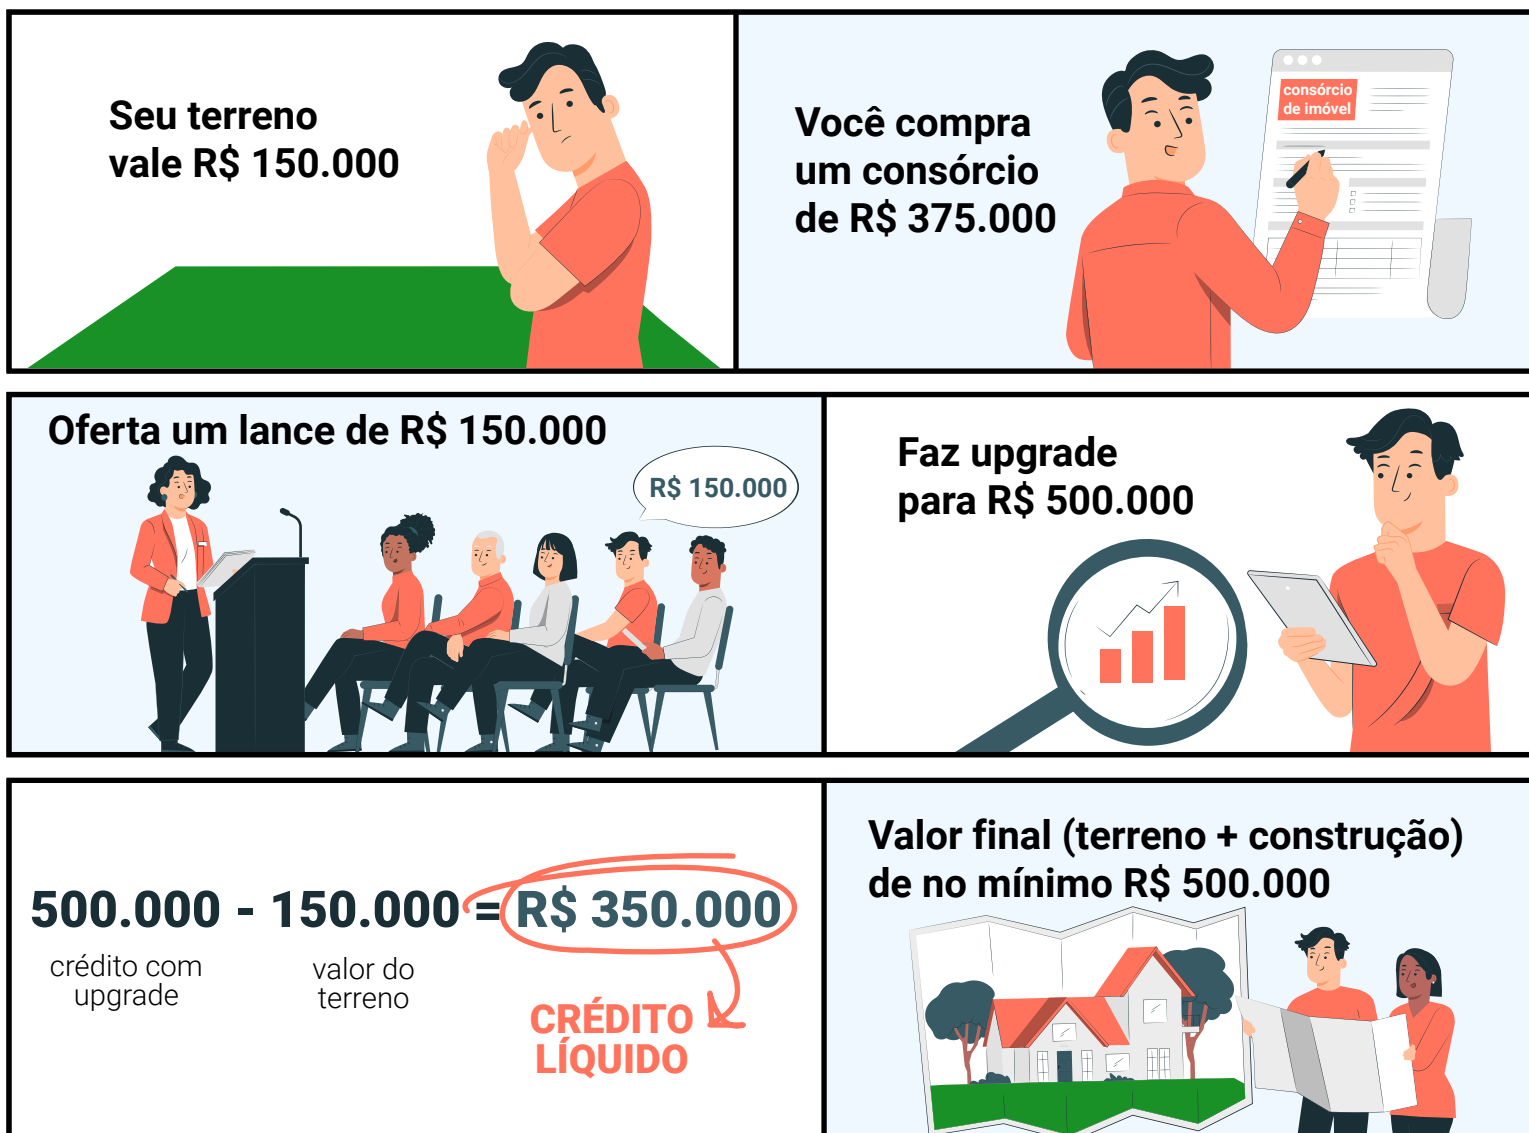 Seu terreno
vale R$ 150.000
Você compra
um consórcio
de R$ 375.000
consórcio
de imóvel
Oferta um lance de R$ 150.000
R$ 150.000
Faz upgrade
para R$ 500.000
500.000 - 150.000 = R$ 350.000
crédito com
upgrade
valor do
terreno
CRÉDITO
LÍQUIDO
Valor final (terreno + construção)
de no mínimo R$ 500.000